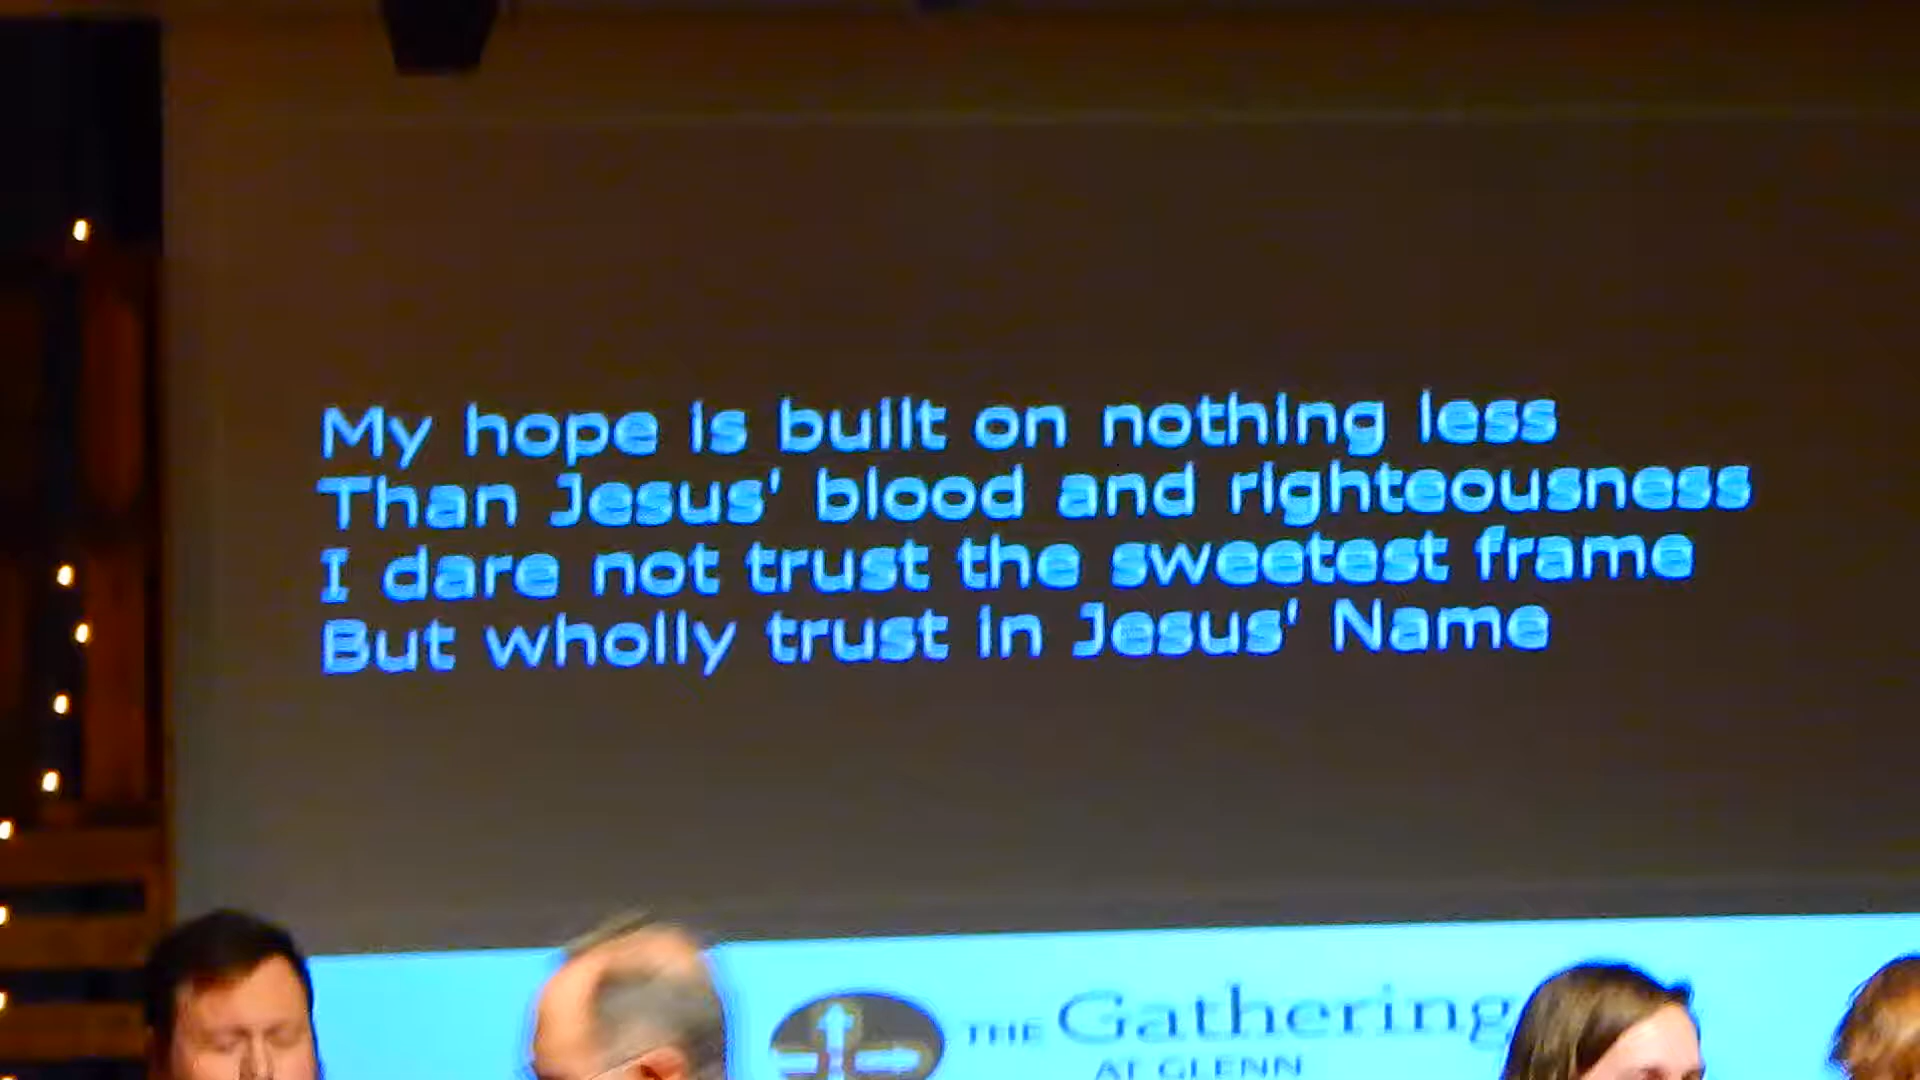 My hope is built on nothing less
Than Jesus' blood and righteousness
I dare not trust the sweetest frame
But wholly trust in Jesus' Name
THE Gathering
AT GLENN